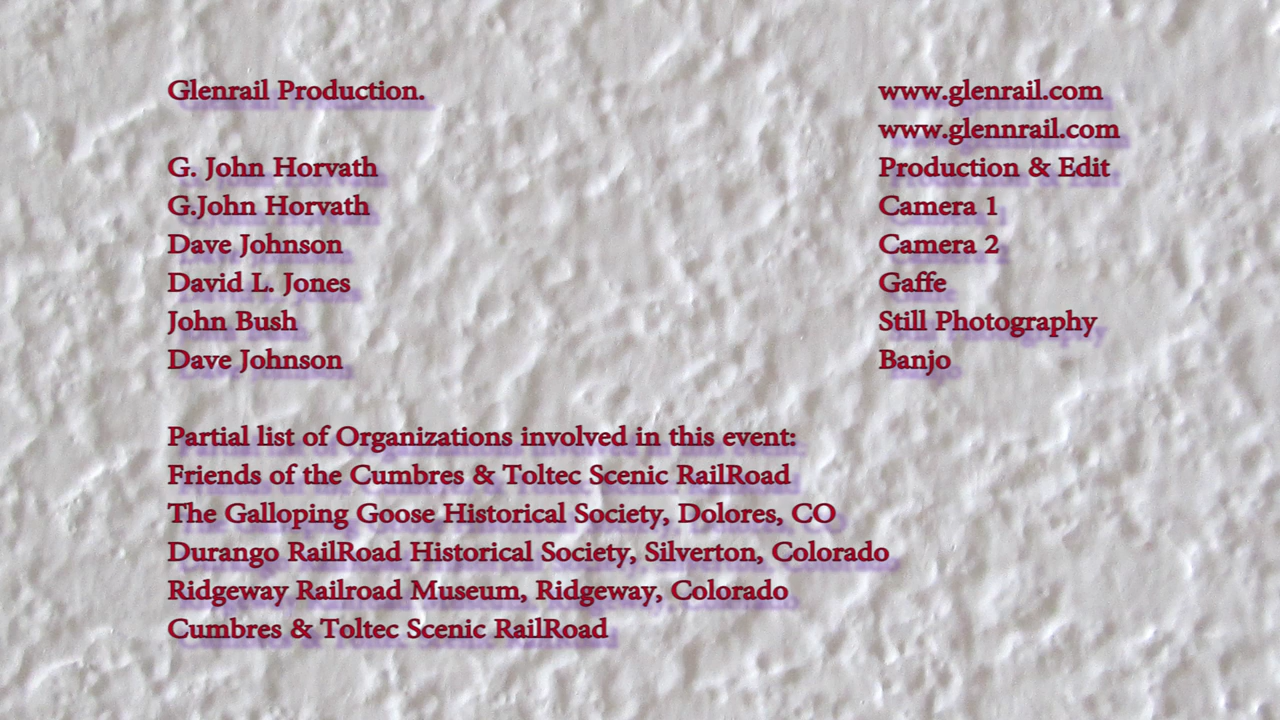 Glenrail Production. www.glenrail.com
www.glennrail.com
G. John Horvath Production & Edit
G.John Horvath Camera 1
Dave Johnson Camera 2
David L. Jones Gaffe
John Bush Still Photography
Dave Johnson Banjo
Partial list of Organizations involved in this event:
Friends of the Cumbres & Toltec Scenic RailRoad
The Galloping Goose Historical Society, Dolores, CO
Durango RailRoad Historical Society, Silverton, Colorado
Ridgeway Railroad Museum, Ridgeway, Colorado
Cumbres & Toltec Scenic RailRoad